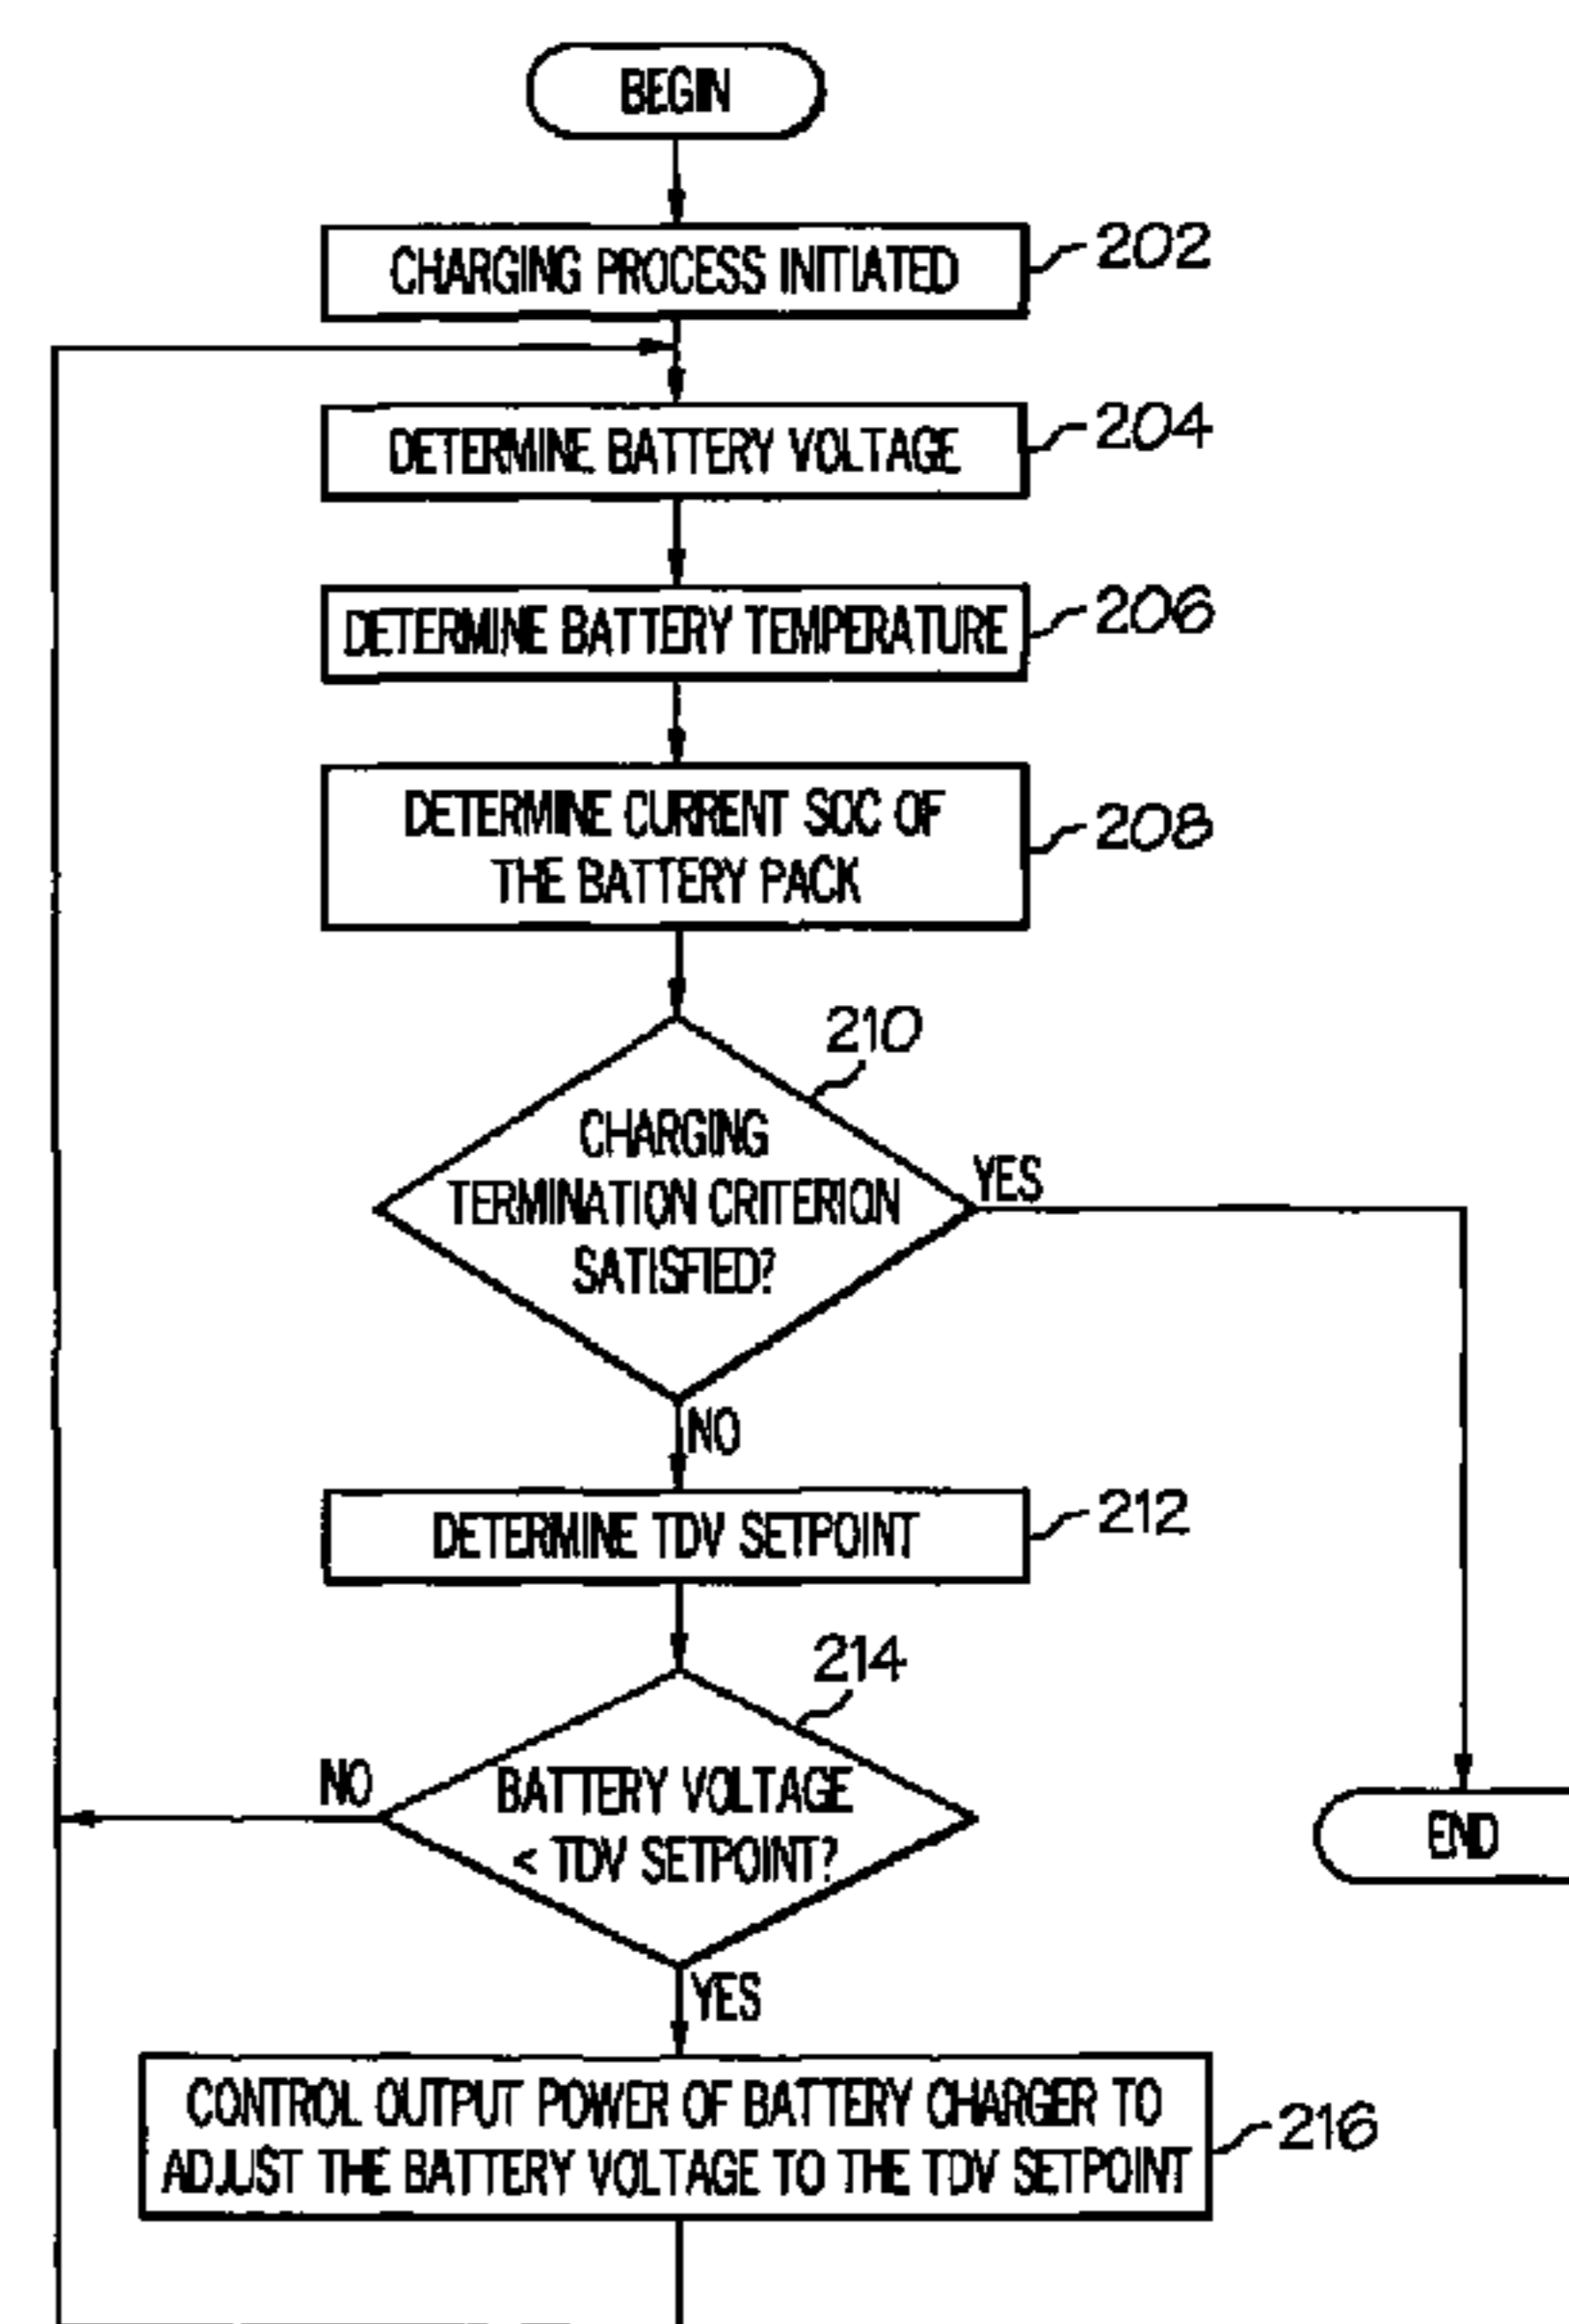 BEGIN
CHARGING PROCESS INITIATED
202
DETERMINE BATTERY VOLTAGE
204
DETERMINE BATTERY TEMPERATURE
206
DETERMINE CURRENT SOC OF
THE BATTERY PACK
208
210
CHARGING
TERMINATION CRITERION
SATISFIED?
YES
NO
DETERMINE TDV SETPOINT
212
214
BATTERY VOLTAGE
< TDV SETPOINT?
NO
END
YES
CONTROL OUTPUT POWER OF BATTERY CHARGER TO
ADJUST THE BATTERY VOLTAGE TO THE TDV SETPOINT
216